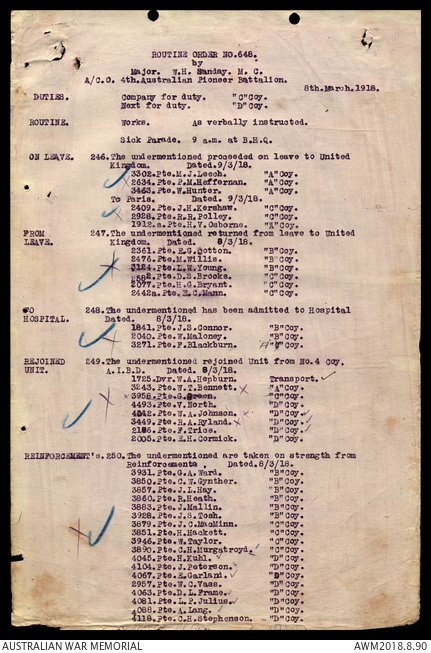 ROUTINE ORDER NO.648.
by
Major. W.H. Sanday. M. C.
A/C.O. 4th.Australian Pioneer Battalion.
8th.March.1918.
DUTIES. Company for duty. "C"Coy.
Next for duty. "D"Coy.
ROUTINE. Works. As verbally instructed.
Sick Parade. 9 a.m. at B.H.Q.
ON LEAVE. 246.The undermentioned proceeded on leave to United
Kingdom. Dated.9/3/18.
3302.Pte.M.J.Leech. "A"Coy.
2634.Pte.P.M.Heffernan. "A"Coy.
3463.Pte.W.Hunter. "A"Coy.
To Paris. Dated. 9/3/18.
2409.Pte.J.H.Kershaw. "C"Coy.
2928.Pte.R.R.Polley. "C"Coy.
1912.a.Pte.H.V.Osborne. "A"Coy.
FROM 247.The undermentioned returned from leave to United
LEAVE. Kingdom. Dated. 8/3/18.
2361.Pte.E.G.Cotton. "B"Coy.
2476.Pte.M.Willis. "B"Coy.
3124.Pte.L.W.Young. "B"Coy.
Pte.D.S.Brooks. "C"Coy.
2077.Pte.H.G.Bryant. "C"Coy.
2442a.Pte.E.C.Mann. "C"Coy.
TO 248.The undermentioned has been admitted to Hospital
HOSPITAL. Dated. 8/3/18.
1841.Pte.J.S.Connor. "B"Coy.
2040.Pte.W.Maloney. "B"Coy.
3271.Pte.P.Blackburn. Coy.
REJOINED 249.The undermentioned rejoined Unit from No.4 Coy,
UNIT. A.I.B.D. Dated. 8/3/18.
1725.Dvr.W.A.Hepburn. Transport.
3243.Pte.W.T.Bennett. "A"Coy.
3958.Pte.G.Green. "C"Coy.
4493.Pte.V.North. "D"Coy.
4042.Pte.W.A.Johnson. "D"Coy.
3449.Pte.R.A.Ryland. "D"Coy.
2186.Pte.F.Trice. "D"Coy.
2005.Pte.E.H.Cormick. "D"Coy.
REINFORCEMENT's.250.The undermentioned are taken on strength from
Reinforcements. Dated.8/3/18.
3931.Pte.G.A.Ward. "B"Coy.
3850.Pte.C.W.Gynther. "B"Coy.
3857.Pte.J.L.Hay. "B"Coy.
3860.Pte.R.Heath. "B"Coy.
3883.Pte.J.Mallin. "B"Coy.
3928.Pte.J.S.Tosh. "B"Coy.
3879.Pte.J.C.MacMinn. "C"Coy.
3851.Pte.H.Hackett. "C"Coy.
3946.Pte.W.Taylor. "C"Coy.
3890.Pte.C.H.Murgatroyd. "C"Coy.
4045.Pte.H.Kuhl. "D"Coy.
4104.Pte.J.Peterson. "D"Coy.
4067.Pte.E.Garland. "D"Coy.
2957.Pte.W.C.Vass. "D"Coy.
4063.Pte.D.L.Frame. "D"Coy.
4081.Pte.L.P.Julius. "D"Coy.
4088.Pte.A.Lang. "D"Coy.
4118.Pte.C.H.Stephenson. "D"Coy.
AUSTRALIAN WAR MEMORIAL AWM2018.8.90